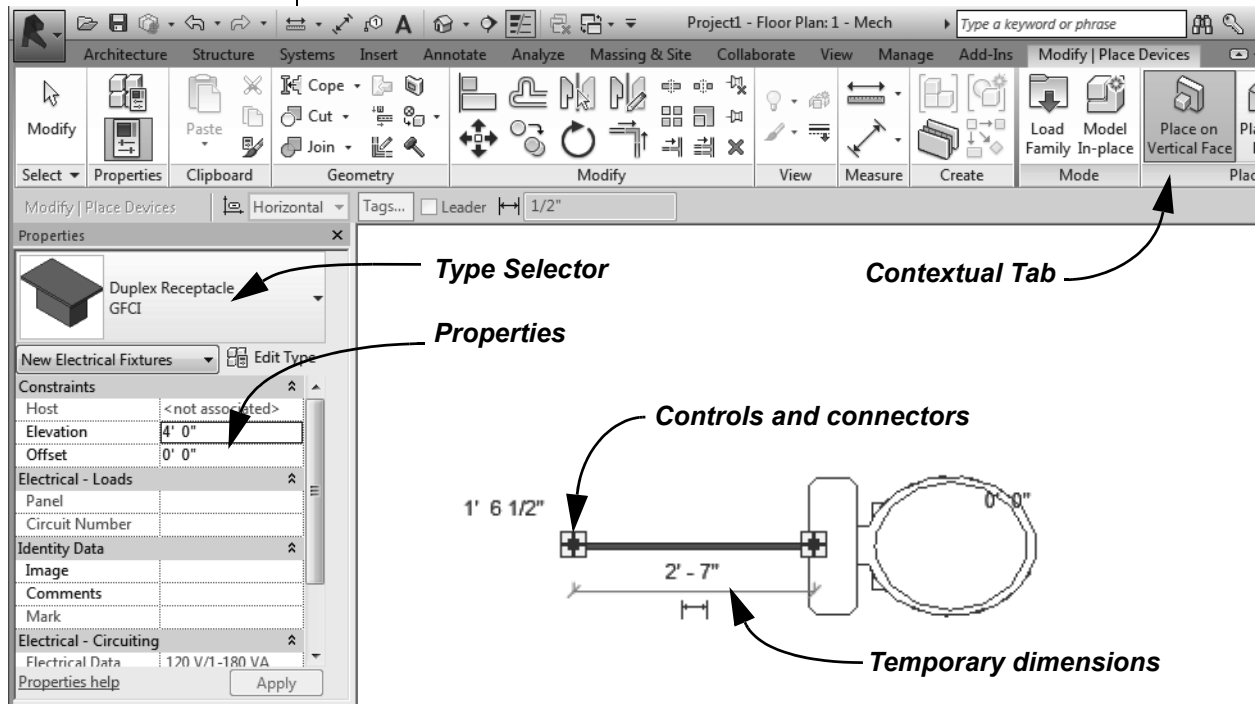 Project1 - Floor Plan: 1 - Mech
Type a keyword or phrase
Architecture Structure Systems Insert Annotate Analyze Massing & Site Collaborate View Manage Add-Ins Modify | Place Devices
Modify
Paste
Cope
Cut
Join
Load Family
Model In-place
Place on Vertical Face
Select Properties Clipboard Geometry Modify View Measure Create Mode
Modify | Place Devices Horizontal Tags... Leader 1/2"
Properties
Duplex Receptacle
GFCI
New Electrical Fixtures Edit Type
Constraints
Host <not associated>
Elevation 4' 0"
Offset 0' 0"
Electrical - Loads
Panel
Circuit Number
Identity Data
Image
Comments
Mark
Electrical - Circuiting
Electrical Data 120 V/1-180 VA
Properties help Apply
Type Selector
Contextual Tab
Properties
Controls and connectors
1' 6 1/2"
0' 0"
2' - 7"
Temporary dimensions